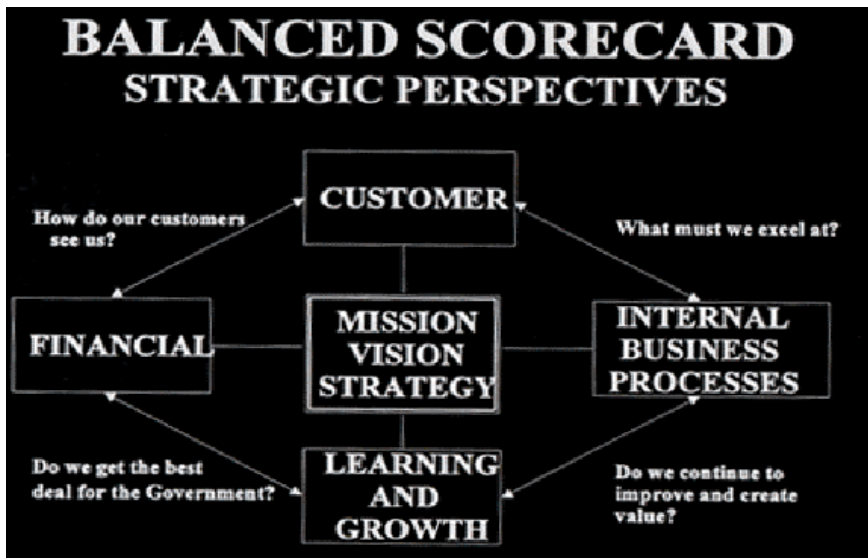 BALANCED SCORECARD
STRATEGIC PERSPECTIVES
CUSTOMER
How do our customers
see us?
What must we excel at?
FINANCIAL
MISSION
VISION
STRATEGY
INTERNAL
BUSINESS
PROCESSES
Do we get the best
deal for the Government?
LEARNING
AND
GROWTH
Do we continue to
improve and create
value?